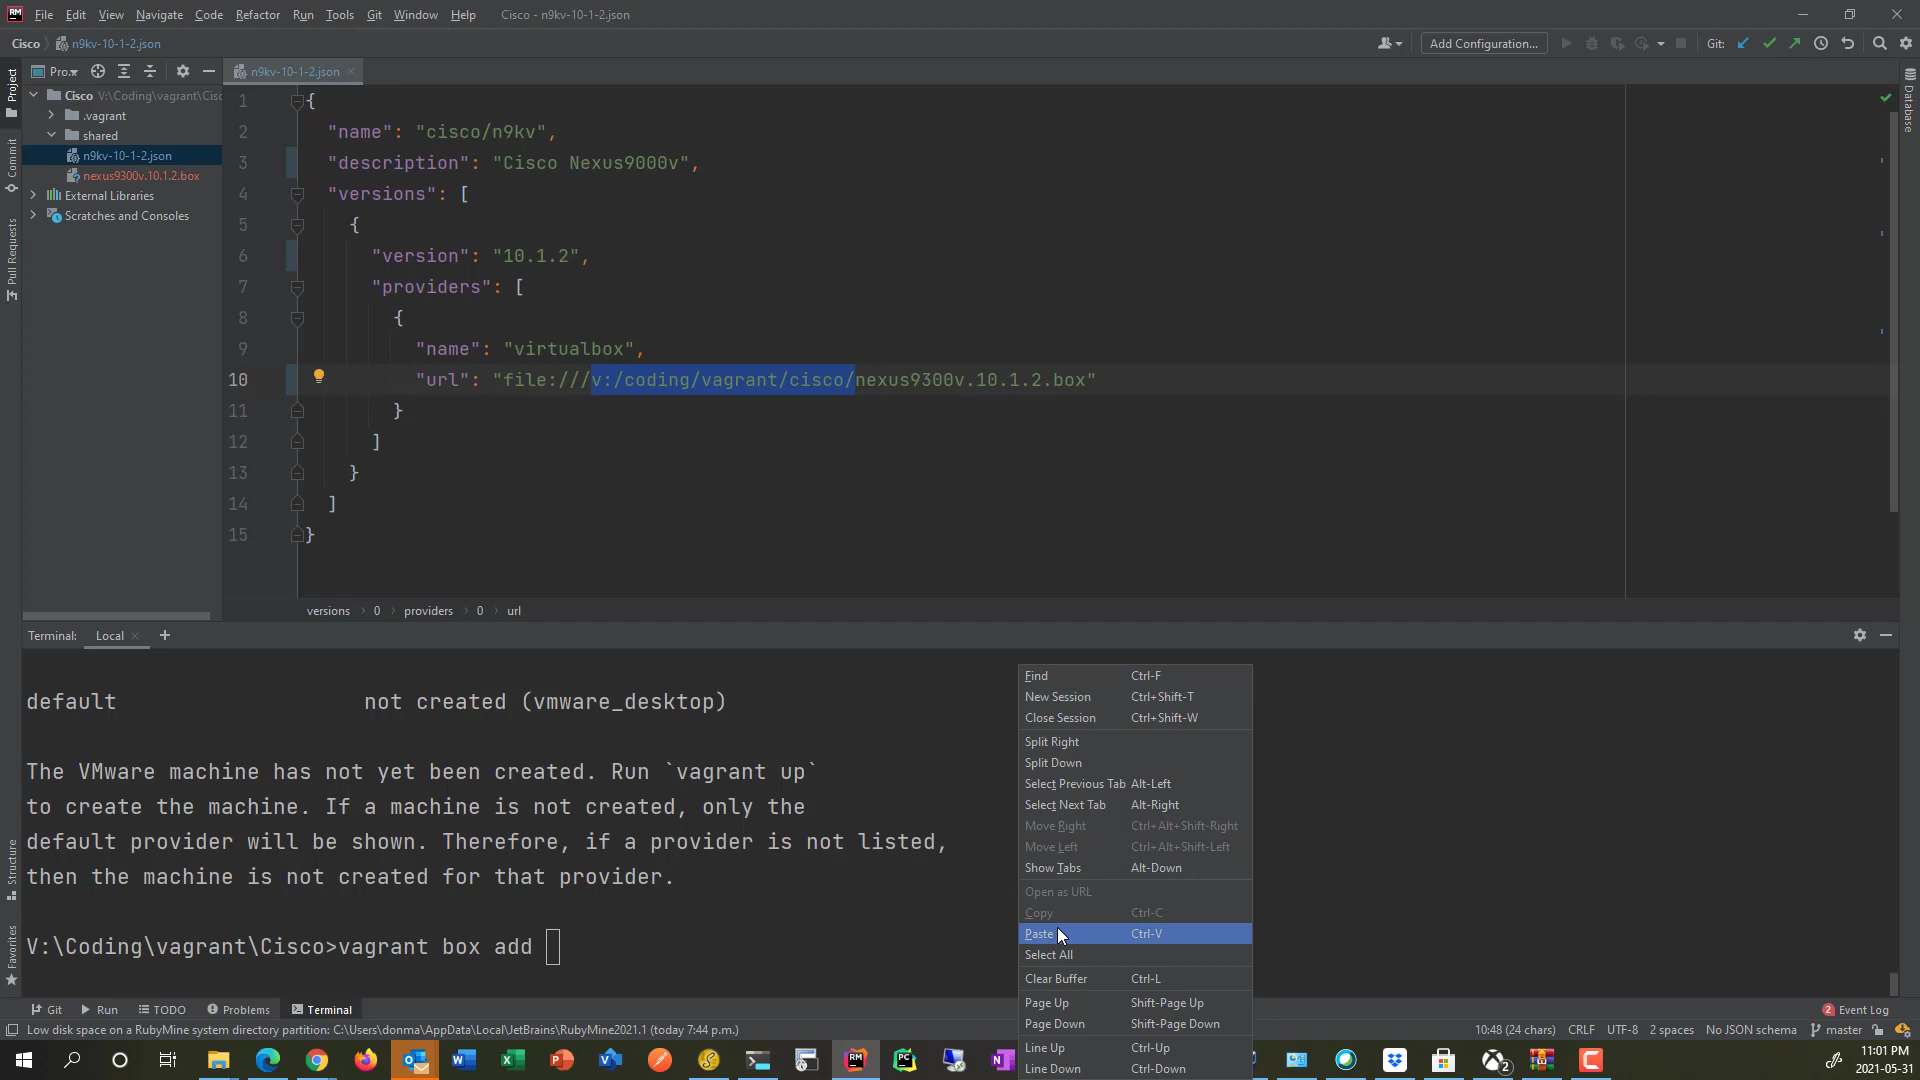 File Edit View Navigate Code Refactor Run Tools Git Window Help Cisco - n9kv-10-1-2.json
Cisco n9kv-10-1-2.json Add Configuration... Git:
Pro... n9kv-10-1-2.json
Project
Commit
Pull Requests
Structure
Favorites
Database
Cisco V:\Coding\vagrant\Cisc
.vagrant
shared
n9kv-10-1-2.json
nexus9300v.10.1.2.box
External Libraries
Scratches and Consoles
1 {
2 "name": "cisco/n9kv",
3 "description": "Cisco Nexus9000v",
4 "versions": [
5 {
6 "version": "10.1.2",
7 "providers": [
8 {
9 "name": "virtualbox",
10 "url": "file:///v:/coding/vagrant/cisco/nexus9300v.10.1.2.box"
11 }
12 ]
13 }
14 ]
15 }
versions 0 providers 0 url
Terminal: Local
default not created (vmware_desktop)
The VMware machine has not yet been created. Run `vagrant up`
to create the machine. If a machine is not created, only the
default provider will be shown. Therefore, if a provider is not listed,
then the machine is not created for that provider.
V:\Coding\vagrant\Cisco>vagrant box add
Find Ctrl-F
New Session Ctrl+Shift-T
Close Session Ctrl+Shift-W
Split Right
Split Down
Select Previous Tab Alt-Left
Select Next Tab Alt-Right
Move Right Ctrl+Alt+Shift-Right
Move Left Ctrl+Alt+Shift-Left
Show Tabs Alt-Down
Open as URL
Copy Ctrl-C
Paste Ctrl-V
Select All
Clear Buffer Ctrl-L
Page Up Shift-Page Up
Page Down Shift-Page Down
Line Up Ctrl-Up
Line Down Ctrl-Down
Git Run TODO Problems Terminal 2 Event Log
Low disk space on a RubyMine system directory partition: C:\Users\donma\AppData\Local\JetBrains\RubyMine2021.1 (today 7:44 p.m.) 10:48 (24 chars) CRLF UTF-8 2 spaces No JSON schema master
11:01 PM
2021-05-31